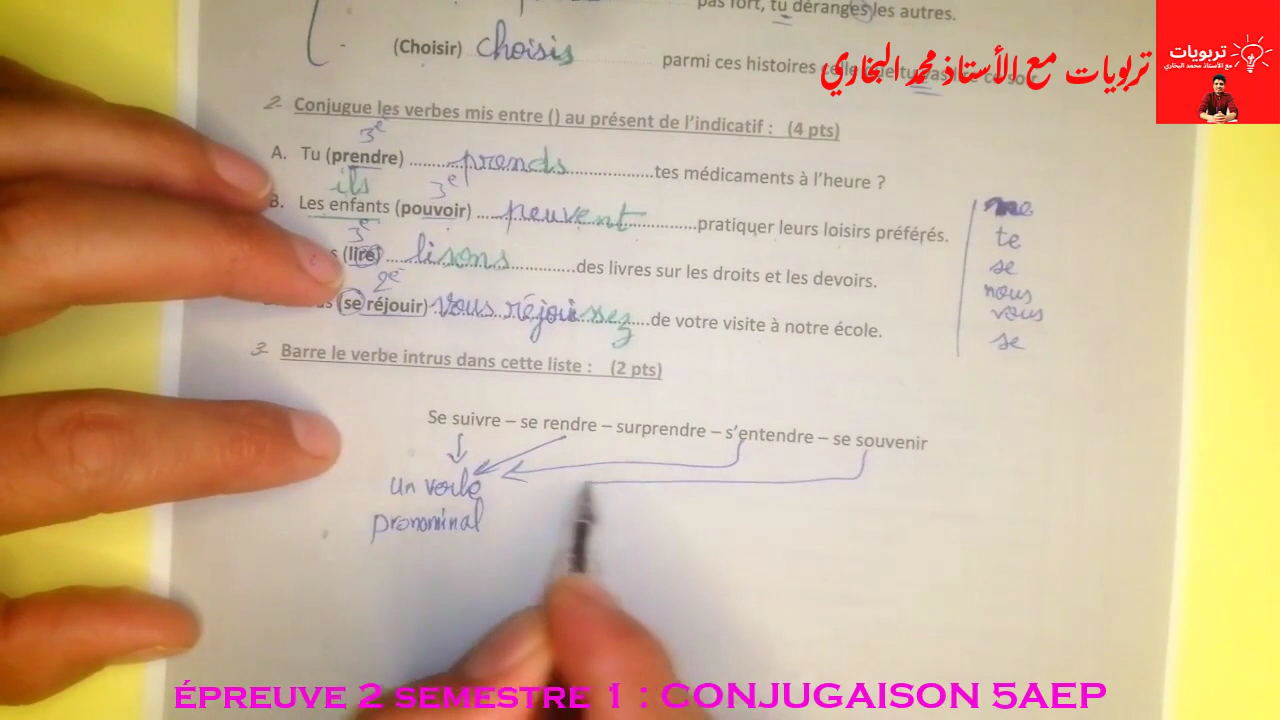 pas fort, tu déranges les autres.
(Choisir) choisis parmi ces histoires
تربويات مع الأستاذ محمد البخاري
تربويات
مع الأستاذ محمد البخاري
2- Conjugue les verbes mis entre () au présent de l'indicatif : (4 pts)
3e
A. Tu (prendre) ......prends......tes médicaments à l'heure ?
ils 3e
B. Les enfants (pouvoir) ......peuvent......pratiquer leurs loisirs préférés.
3e
(lire) ......lisons......des livres sur les droits et les devoirs.
2e
(se réjouir) vous réjouissez......de votre visite à notre école.
me
te
se
nous
vous
se
3- Barre le verbe intrus dans cette liste : (2 pts)
Se suivre – se rendre – surprendre – s'entendre – se souvenir
un verbe
pronominal
ÉPREUVE 2 SEMESTRE 1 : CONJUGAISON 5AEP